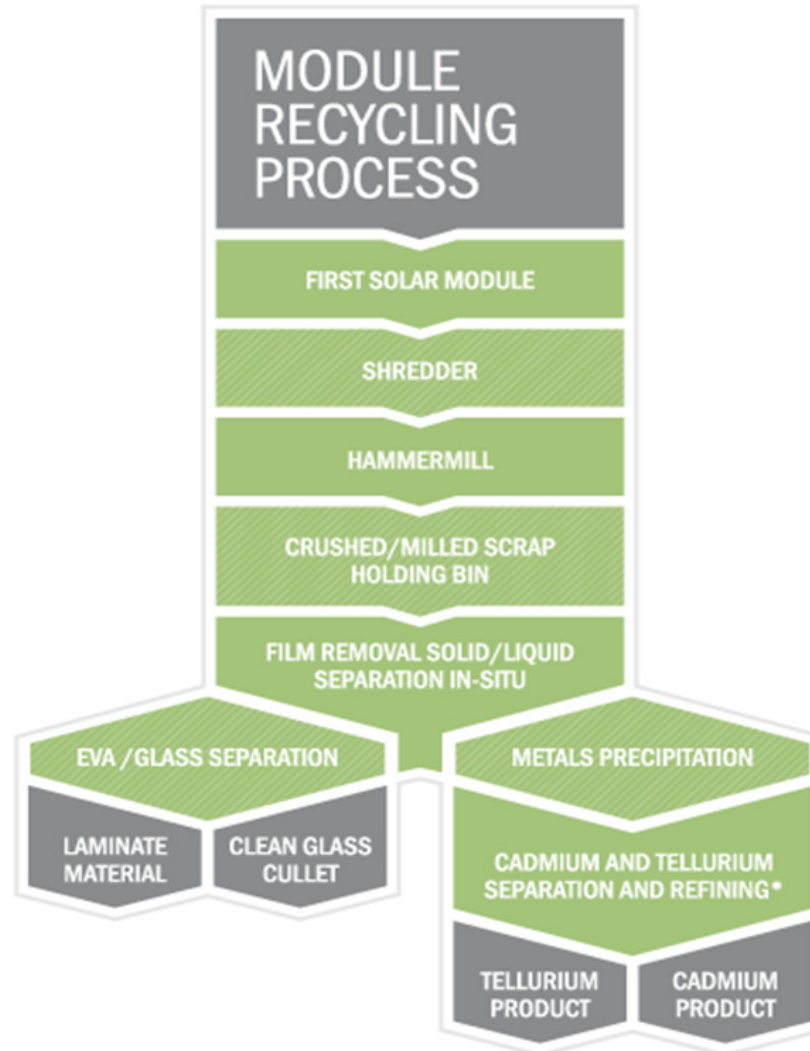 MODULE
RECYCLING
PROCESS
FIRST SOLAR MODULE
SHREDDER
HAMMERMILL
CRUSHED/MILLED SCRAP
HOLDING BIN
FILM REMOVAL SOLID/LIQUID
SEPARATION IN-SITU
EVA /GLASS SEPARATION
LAMINATE
MATERIAL
CLEAN GLASS
CULLET
METALS PRECIPITATION
CADMIUM AND TELLURIUM
SEPARATION AND REFINING*
TELLURIUM
PRODUCT
CADMIUM
PRODUCT